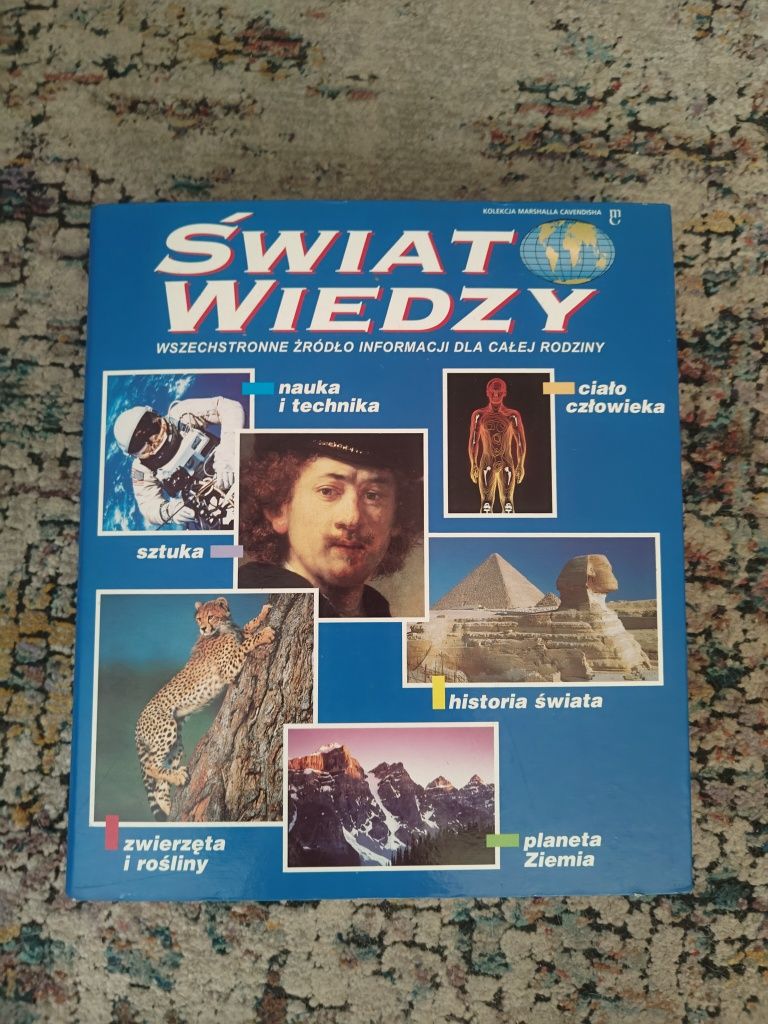 KOLEKCJA MARSHALLA CAVENDISHA
mc
ŚWIAT
WIEDZY
WSZECHSTRONNE ŹRÓDŁO INFORMACJI DLA CAŁEJ RODZINY
nauka
i technika
ciało
człowieka
sztuka
historia świata
zwierzęta
i rośliny
planeta
Ziemia